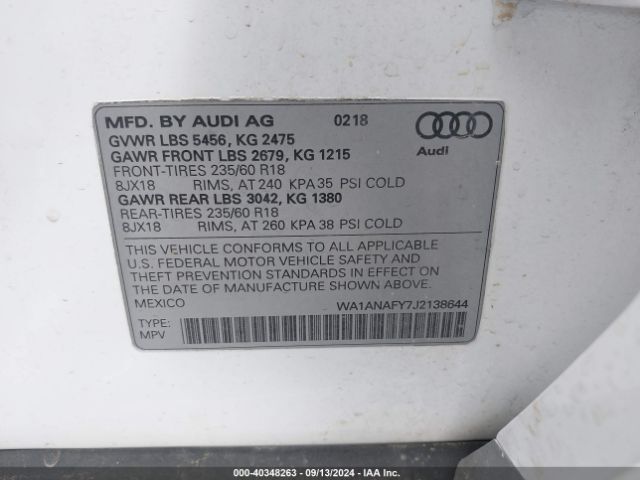 MFD. BY AUDI AG 0218
GVWR LBS 5456, KG 2475
GAWR FRONT LBS 2679, KG 1215
Audi
FRONT-TIRES 235/60 R18
8JX18 RIMS, AT 240 KPA 35 PSI COLD
GAWR REAR LBS 3042, KG 1380
REAR-TIRES 235/60 R18
8JX18 RIMS, AT 260 KPA 38 PSI COLD
THIS VEHICLE CONFORMS TO ALL APPLICABLE
U.S. FEDERAL MOTOR VEHICLE SAFETY AND
THEFT PREVENTION STANDARDS IN EFFECT ON
THE DATE OF MANUFACTURE SHOWN ABOVE.
MEXICO WA1ANAFY7J2138644
TYPE:
MPV
000-40348263 - 09/13/2024 - IAA Inc.